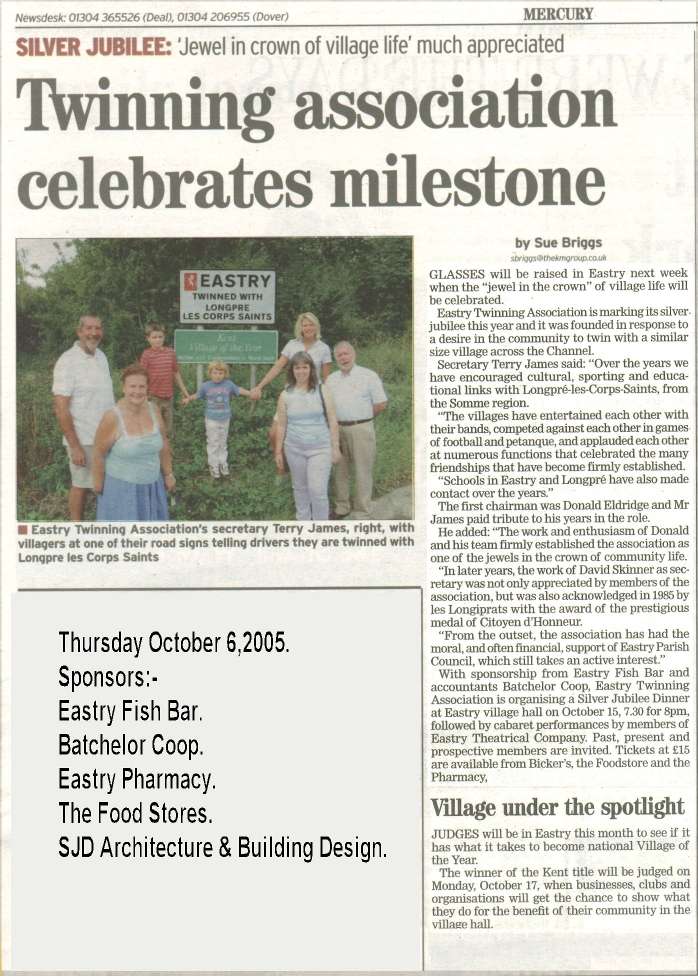 Newsdesk: 01304 365526 (Deal), 01304 206955 (Dover)
MERCURY
SILVER JUBILEE: 'Jewel in crown of village life' much appreciated
Twinning association
celebrates milestone
EASTRY
TWINNED WITH
LONGPRE
LES CORPS SAINTS
Kent
Village of the Year
■ Eastry Twinning Association's secretary Terry James, right, with
villagers at one of their road signs telling drivers they are twinned with
Longpre les Corps Saints
Thursday October 6,2005.
Sponsors:-
Eastry Fish Bar.
Batchelor Coop.
Eastry Pharmacy.
The Food Stores.
SJD Architecture & Building Design.
by Sue Briggs
sbriggs@thekmgroup.co.uk
GLASSES will be raised in Eastry next week
when the "jewel in the crown" of village life will
be celebrated.
Eastry Twinning Association is marking its silver
jubilee this year and it was founded in response to
a desire in the community to twin with a similar
size village across the Channel.
Secretary Terry James said: "Over the years we
have encouraged cultural, sporting and educa-
tional links with Longpré-les-Corps-Saints, from
the Somme region.
"The villages have entertained each other with
their bands, competed against each other in games
of football and petanque, and applauded each other
at numerous functions that celebrated the many
friendships that have become firmly established.
"Schools in Eastry and Longpré have also made
contact over the years."
The first chairman was Donald Eldridge and Mr
James paid tribute to his years in the role.
He added: "The work and enthusiasm of Donald
and his team firmly established the association as
one of the jewels in the crown of community life.
"In later years, the work of David Skinner as sec-
retary was not only appreciated by members of the
association, but was also acknowledged in 1985 by
les Longiprats with the award of the prestigious
medal of Citoyen d'Honneur.
"From the outset, the association has had the
moral, and often financial, support of Eastry Parish
Council, which still takes an active interest."
With sponsorship from Eastry Fish Bar and
accountants Batchelor Coop, Eastry Twinning
Association is organising a Silver Jubilee Dinner
at Eastry village hall on October 15, 7.30 for 8pm,
followed by cabaret performances by members of
Eastry Theatrical Company. Past, present and
prospective members are invited. Tickets at £15
are available from Bicker's, the Foodstore and the
Pharmacy,
Village under the spotlight
JUDGES will be in Eastry this month to see if it
has what it takes to become national Village of
the Year.
The winner of the Kent title will be judged on
Monday, October 17, when businesses, clubs and
organisations will get the chance to show what
they do for the benefit of their community in the
village hall.